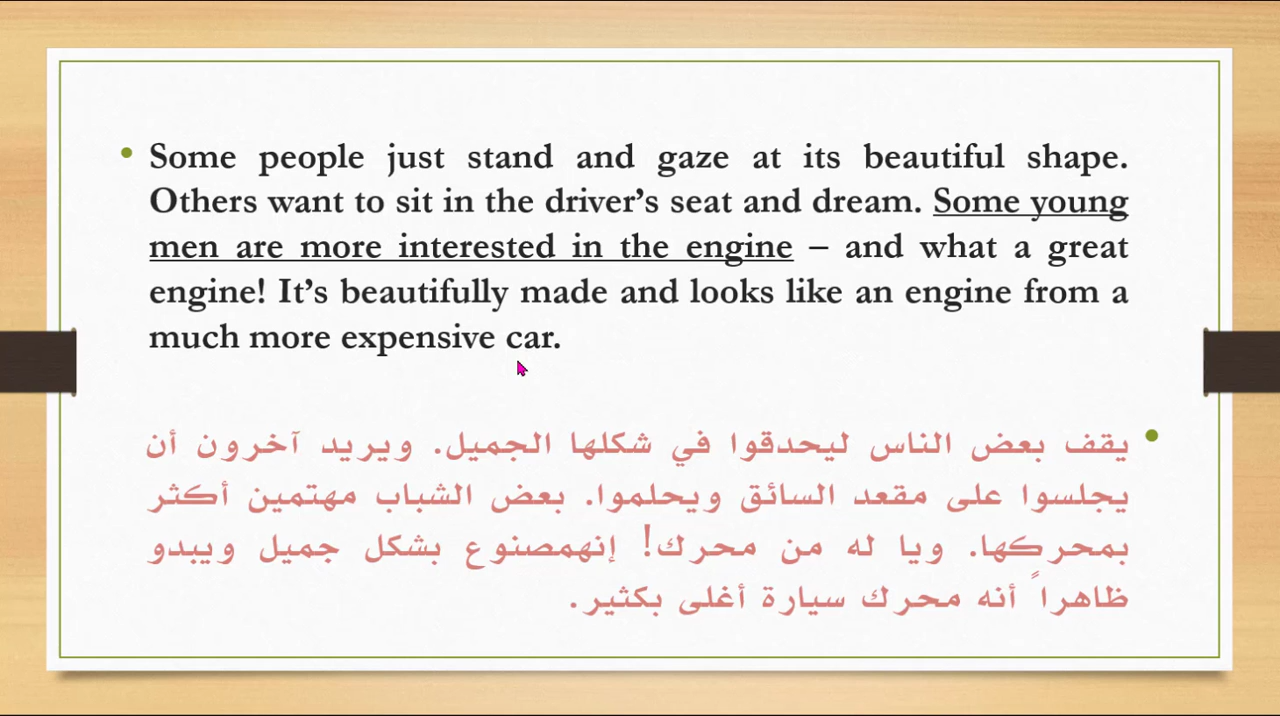 • Some people just stand and gaze at its beautiful shape.
Others want to sit in the driver’s seat and dream. Some young
men are more interested in the engine – and what a great
engine! It’s beautifully made and looks like an engine from a
much more expensive car.
• يقف بعض الناس ليحدقوا في شكلها الجميل. ويريد آخرون أن
يجلسوا على مقعد السائق ويحلموا. بعض الشباب مهتمين أكثر
بمحركها. ويا له من محرك! إنهمصنوع بشكل جميل ويبدو
ظاهراً أنه محرك سيارة أغلى بكثير.